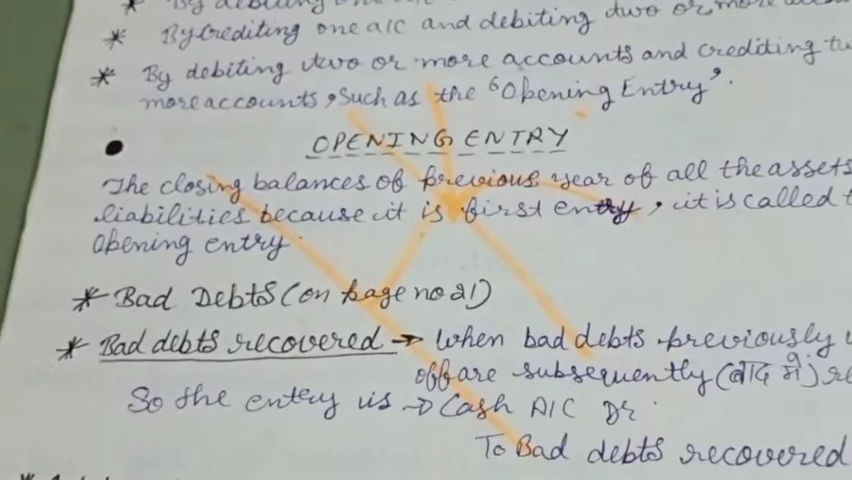 * By debiting one
* By Crediting one a/c and debiting two or more
* By debiting two or more accounts and crediting
more accounts, Such as the 'Opening Entry'.
OPENING ENTRY
The closing balances of previous year of all the assets
liabilities because it is first entry, it is called
Opening entry.
* Bad Debts (on page no 21)
* Bad debts recovered → When bad debts previously
off are subsequently (बाद में)
So the entry is → Cash A/C Dr.
To Bad debts recovered